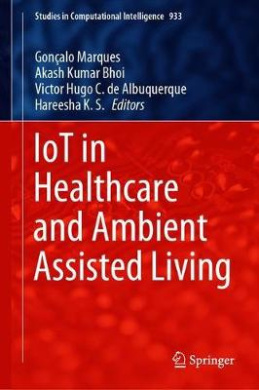 Studies in Computational Intelligence 933
Gonçalo Marques
Akash Kumar Bhoi
Victor Hugo C. de Albuquerque
Hareesha K. S. Editors
IoT in
Healthcare
and Ambient
Assisted Living
Springer